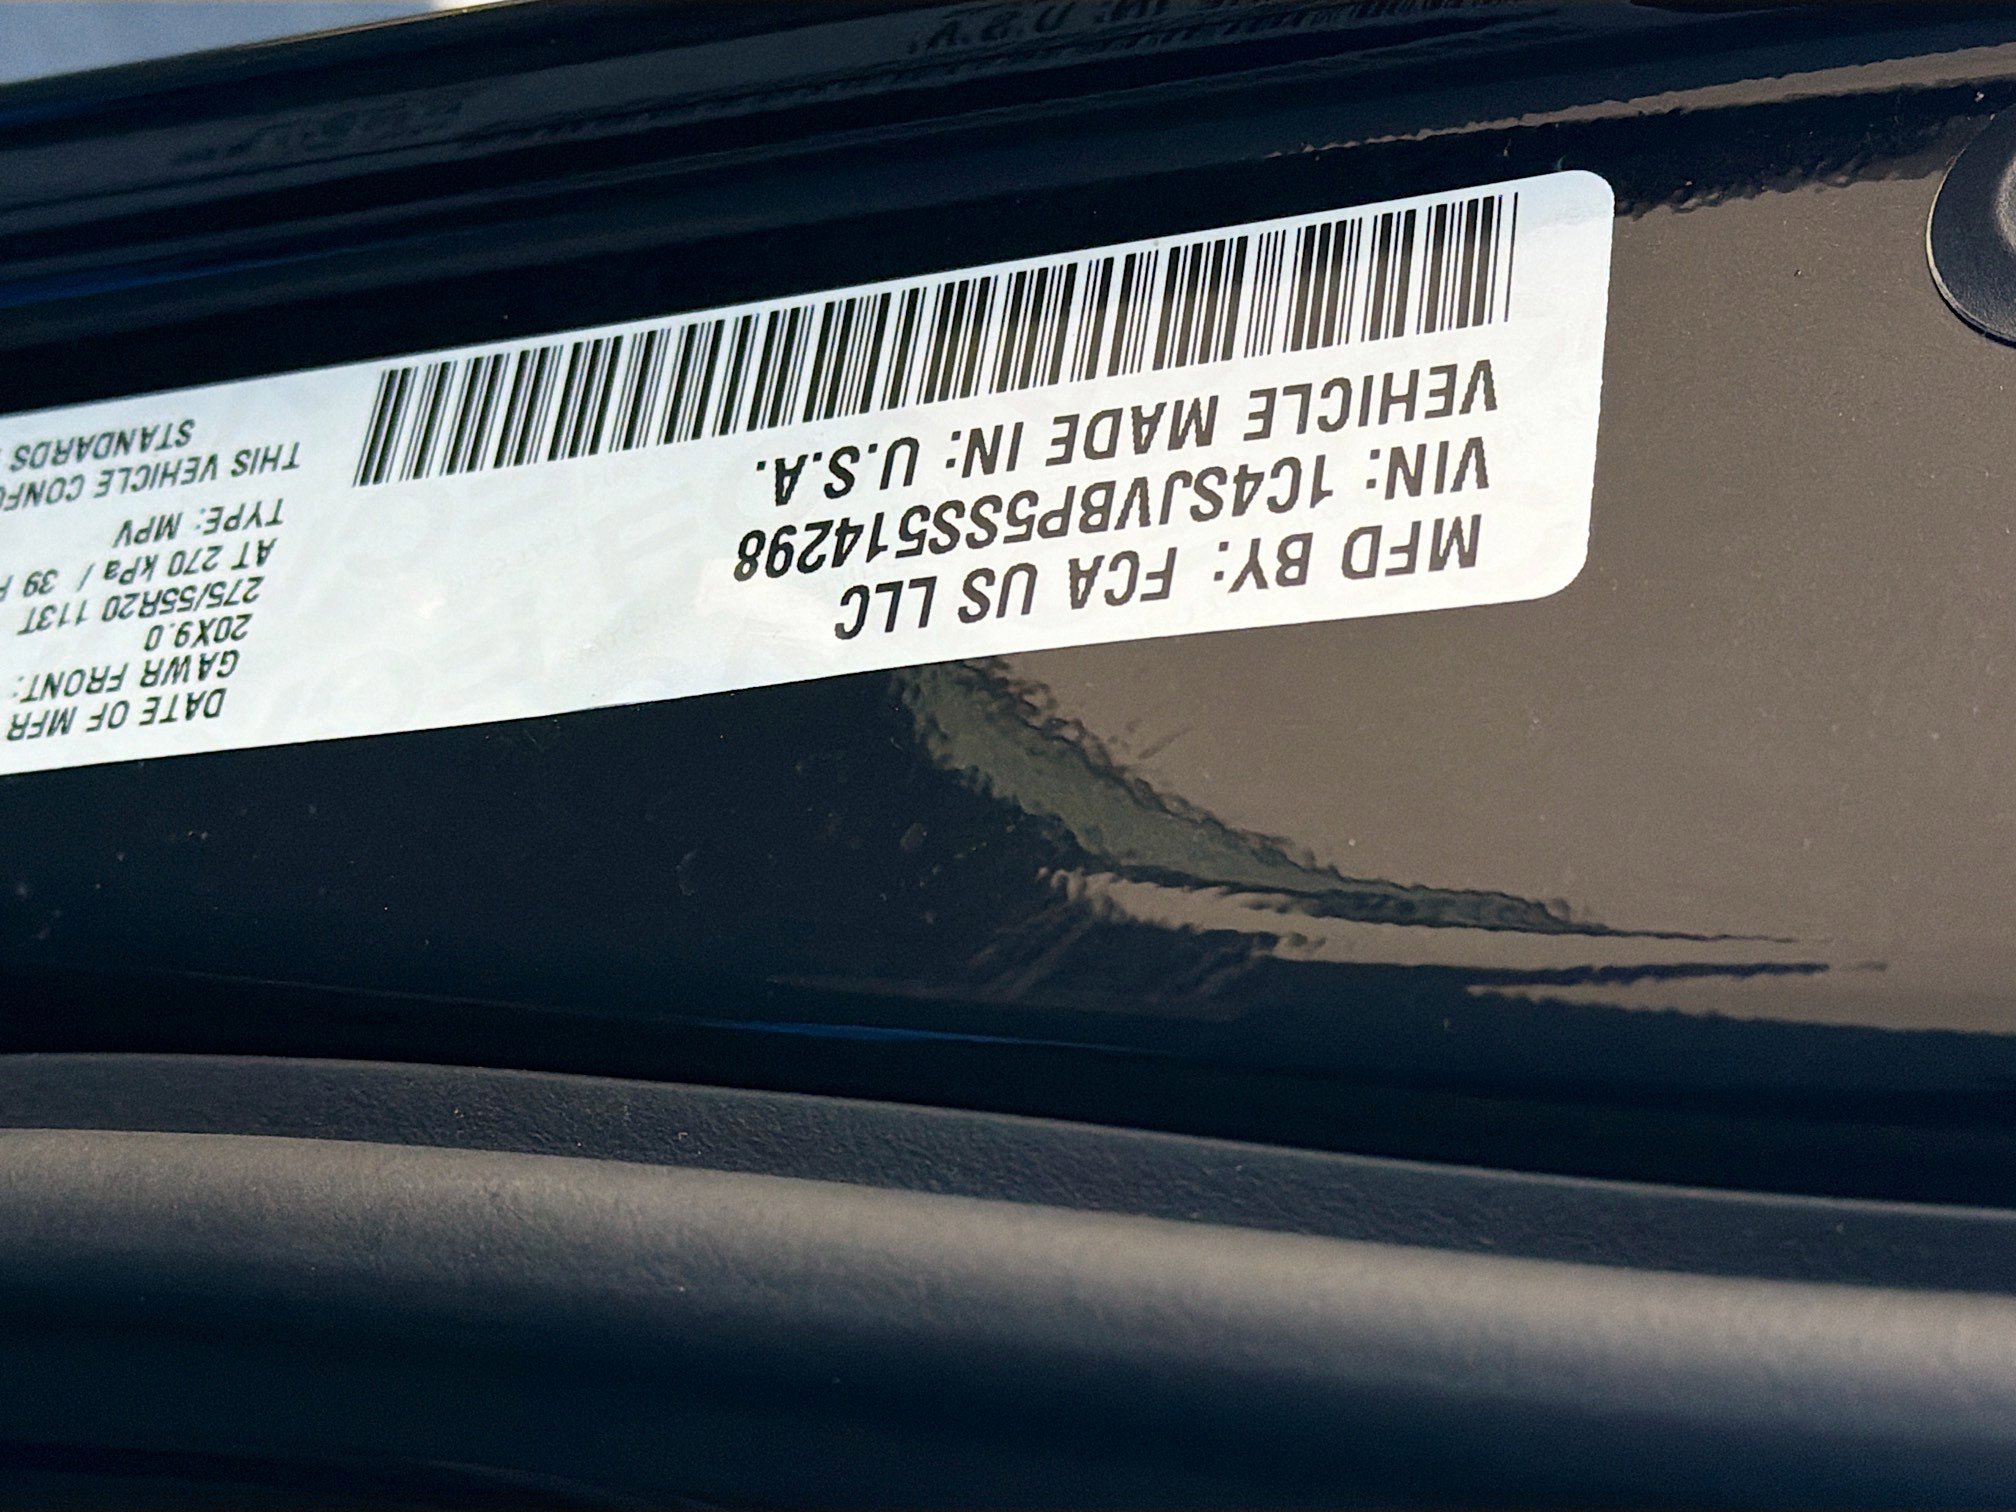 MFD BY: FCA US LLC
VIN: 1C4SJVBP5SS514298
VEHICLE MADE IN: U.S.A.
DATE OF MFR
GAWR FRONT:
20X9.0
275/55R20 113T
AT 270 kPa / 39
TYPE: MPV
THIS VEHICLE
STANDARDS